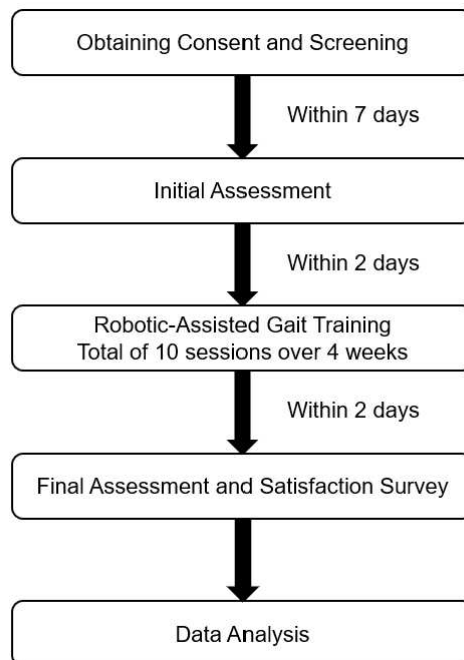 Obtaining Consent and Screening
Within 7 days
Initial Assessment
Within 2 days
Robotic-Assisted Gait Training
Total of 10 sessions over 4 weeks
Within 2 days
Final Assessment and Satisfaction Survey
Data Analysis